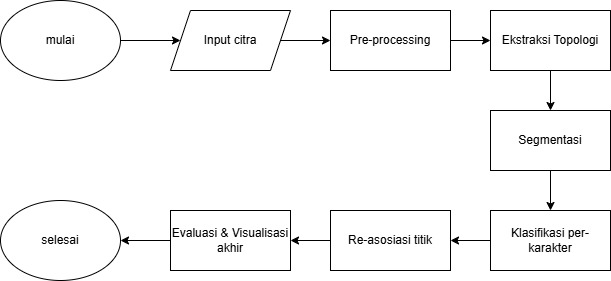 mulai
Input citra
Pre-processing
Ekstraksi Topologi
Segmentasi
Klasifikasi per-
karakter
Re-asosiasi titik
Evaluasi & Visualisasi
akhir
selesai